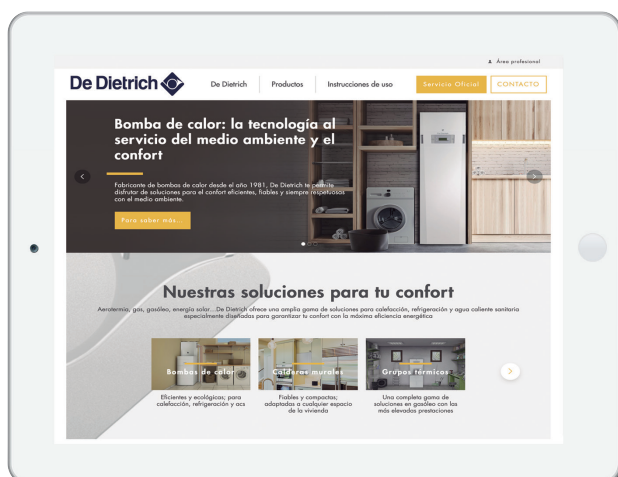 Área profesional
De Dietrich
De Dietrich
Productos
Instrucciones de uso
Servicio Oficial
CONTACTO
Bomba de calor: la tecnología al
servicio del medio ambiente y el
confort
Fabricante de bombas de calor desde el año 1981, De Dietrich te permite
disfrutar de soluciones para el confort eficientes, fiables y siempre respetuosas
con el medio ambiente.
Para saber más...
Nuestras soluciones para tu confort
Aerotermia, gas, gasóleo, energía solar...De Dietrich ofrece una amplia gama de soluciones para calefacción, refrigeración y agua caliente sanitaria
especialmente diseñadas para garantizar tu confort con la máxima eficiencia energética
Bombas de calor
Eficientes y ecológicas; para
calefacción, refrigeración y acs
Calderas murales
Fiables y compactas;
adaptadas a cualquier espacio
de la vivienda
Grupos térmicos
Una completa gama de
soluciones en gasóleo con las
más elevadas prestaciones